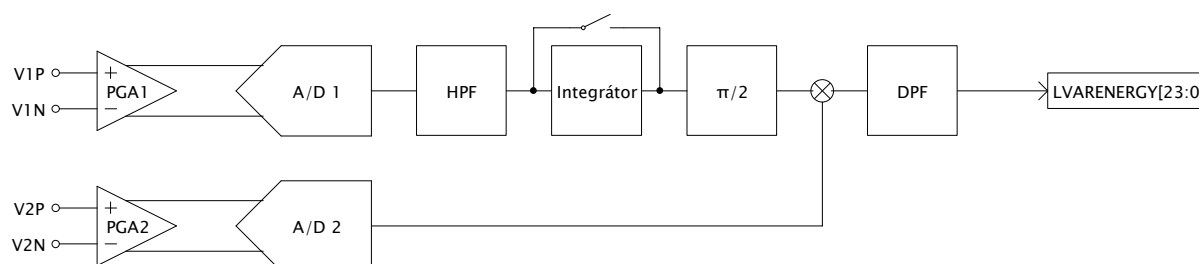 V1P
V1N
+
−
PGA1
A/D 1
HPF
Integrátor
π/2
DPF
LVARENERGY[23:0
V2P
V2N
+
−
PGA2
A/D 2